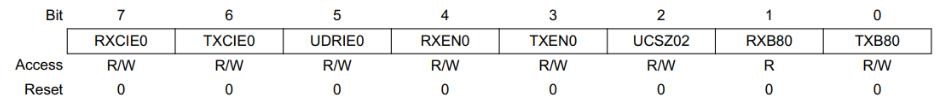 Bit 7 6 5 4 3 2 1 0
RXCIE0 TXCIE0 UDRIE0 RXEN0 TXEN0 UCSZ02 RXB80 TXB80
Access R/W R/W R/W R/W R/W R/W R R/W
Reset 0 0 0 0 0 0 0 0